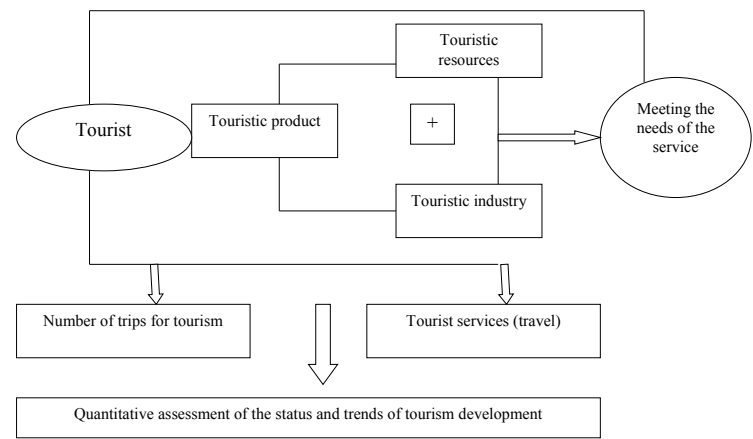 Touristic
resources
Tourist
Touristic product
+
Meeting the
needs of the
service
Touristic industry
Number of trips for tourism
Tourist services (travel)
Quantitative assessment of the status and trends of tourism development